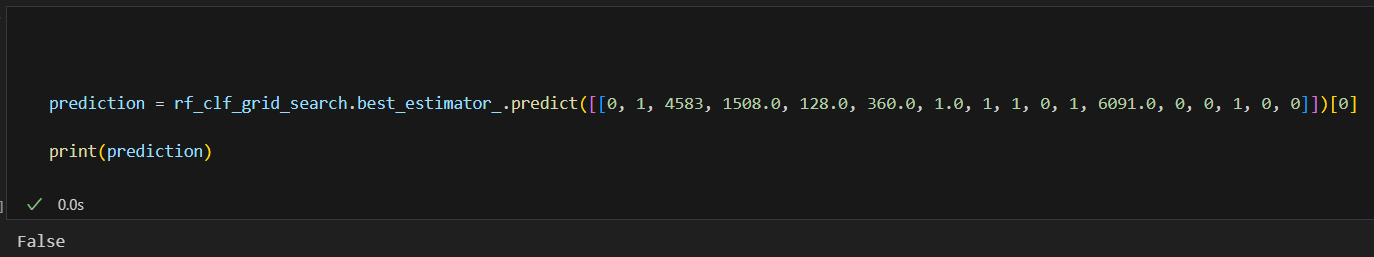 prediction = rf_clf_grid_search.best_estimator_.predict([[0, 1, 4583, 1508.0, 128.0, 360.0, 1.0, 1, 1, 0, 1, 6091.0, 0, 0, 1, 0, 0]])[0]
print(prediction)
]
0.0s
False